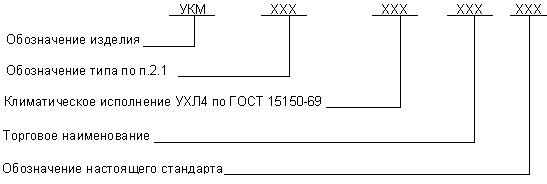 УКМ XXX XXX XXX XXX
Обозначение изделия
Обозначение типа по п.2.1
Климатическое исполнение УХЛ4 по ГОСТ 15150-69
Торговое наименование
Обозначение настоящего стандарта